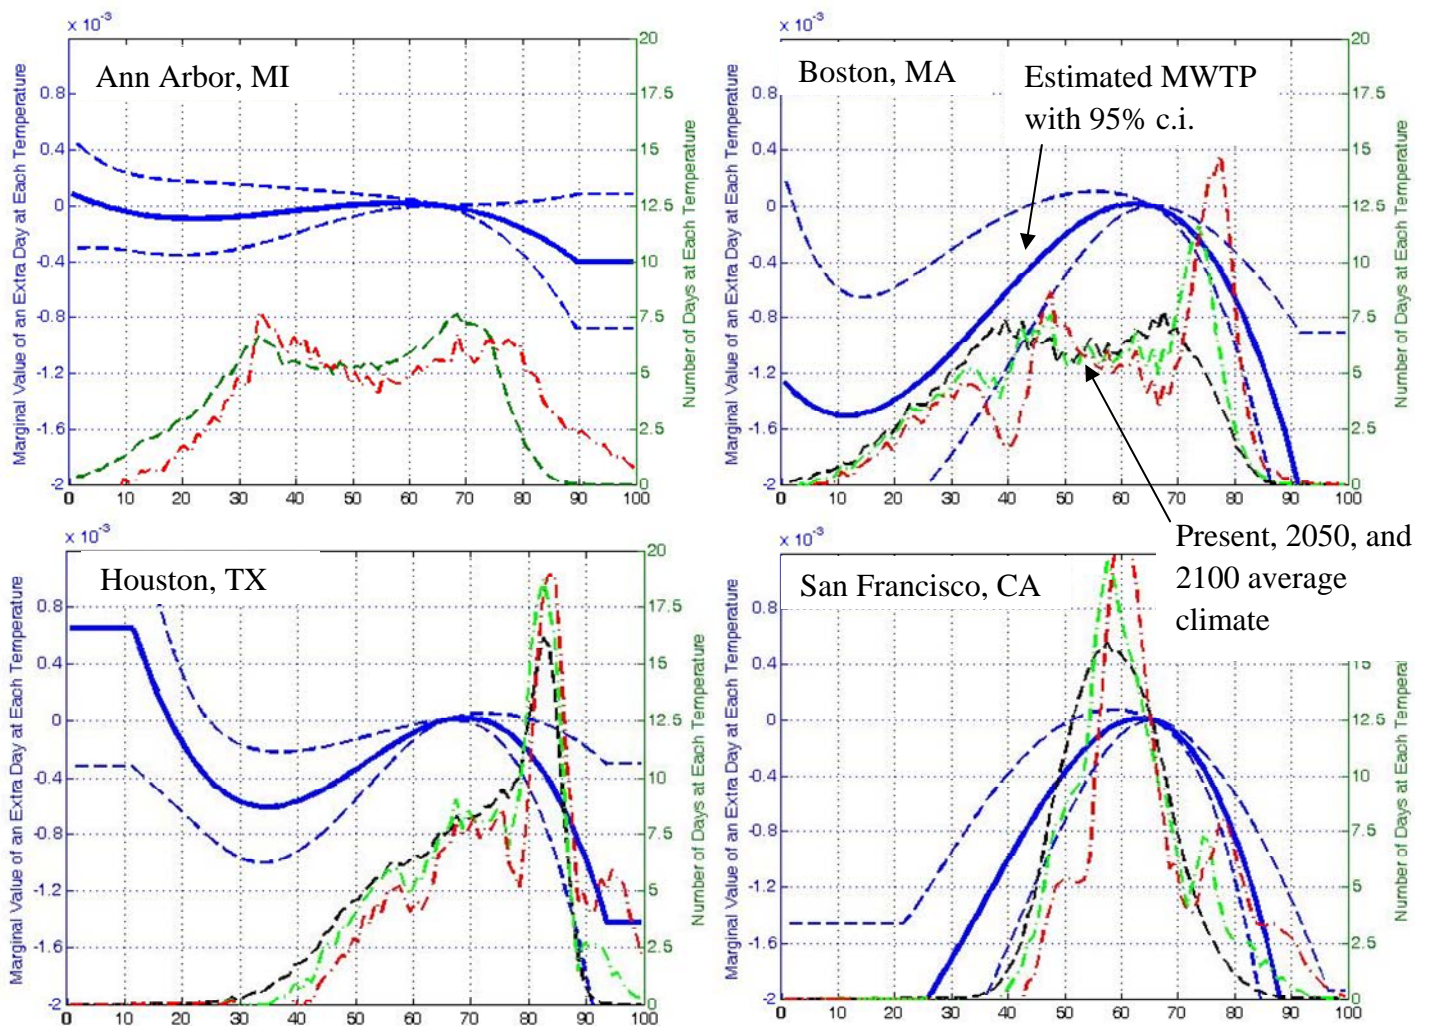 x 10⁻³
Ann Arbor, MI
Marginal Value of an Extra Day at Each Temperature
0.8
0.4
0
-0.4
-0.8
-1.2
-1.6
-2
20
17.5
15
12.5
10
7.5
5
2.5
0
Number of Days at Each Temperature
0 10 20 30 40 50 60 70 80 90 100
x 10⁻³
Boston, MA
Estimated MWTP
with 95% c.i.
Marginal Value of an Extra Day at Each Temperature
0.8
0.4
0
-0.4
-0.8
-1.2
-1.6
-2
20
17.5
15
12.5
10
7.5
5
2.5
0
Number of Days at Each Temperature
0 10 20 30 40 50 60 70 80 90 100
Present, 2050, and
2100 average
climate
x 10⁻³
Houston, TX
Marginal Value of an Extra Day at Each Temperature
0.8
0.4
0
-0.4
-0.8
-1.2
-1.6
-2
20
17.5
15
12.5
10
7.5
5
2.5
0
Number of Days at Each Temperature
0 10 20 30 40 50 60 70 80 90 100
San Francisco, CA
Marginal Value of an Extra Day at Each Temperature
0.8
0.4
0
-0.4
-0.8
-1.2
-1.6
-2
15
12.5
10
7.5
5
2.5
0
Number of Days at Each Temperat
0 10 20 30 40 50 60 70 80 90 100